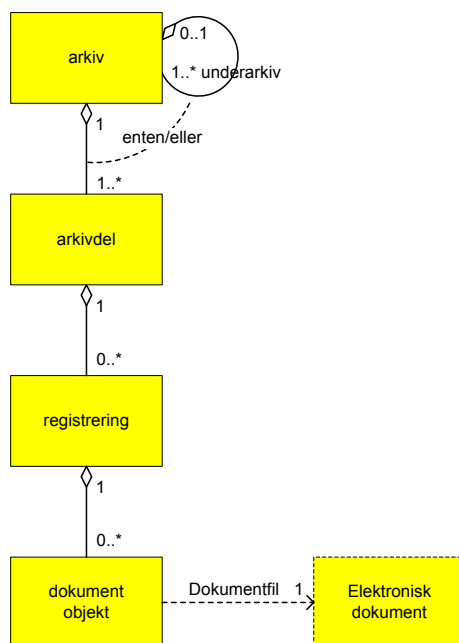 arkiv
0..1
1..* underarkiv
1
enten/eller
1..*
arkivdel
1
0..*
registrering
1
0..*
dokument
objekt
Dokumentfil 1
Elektronisk
dokument